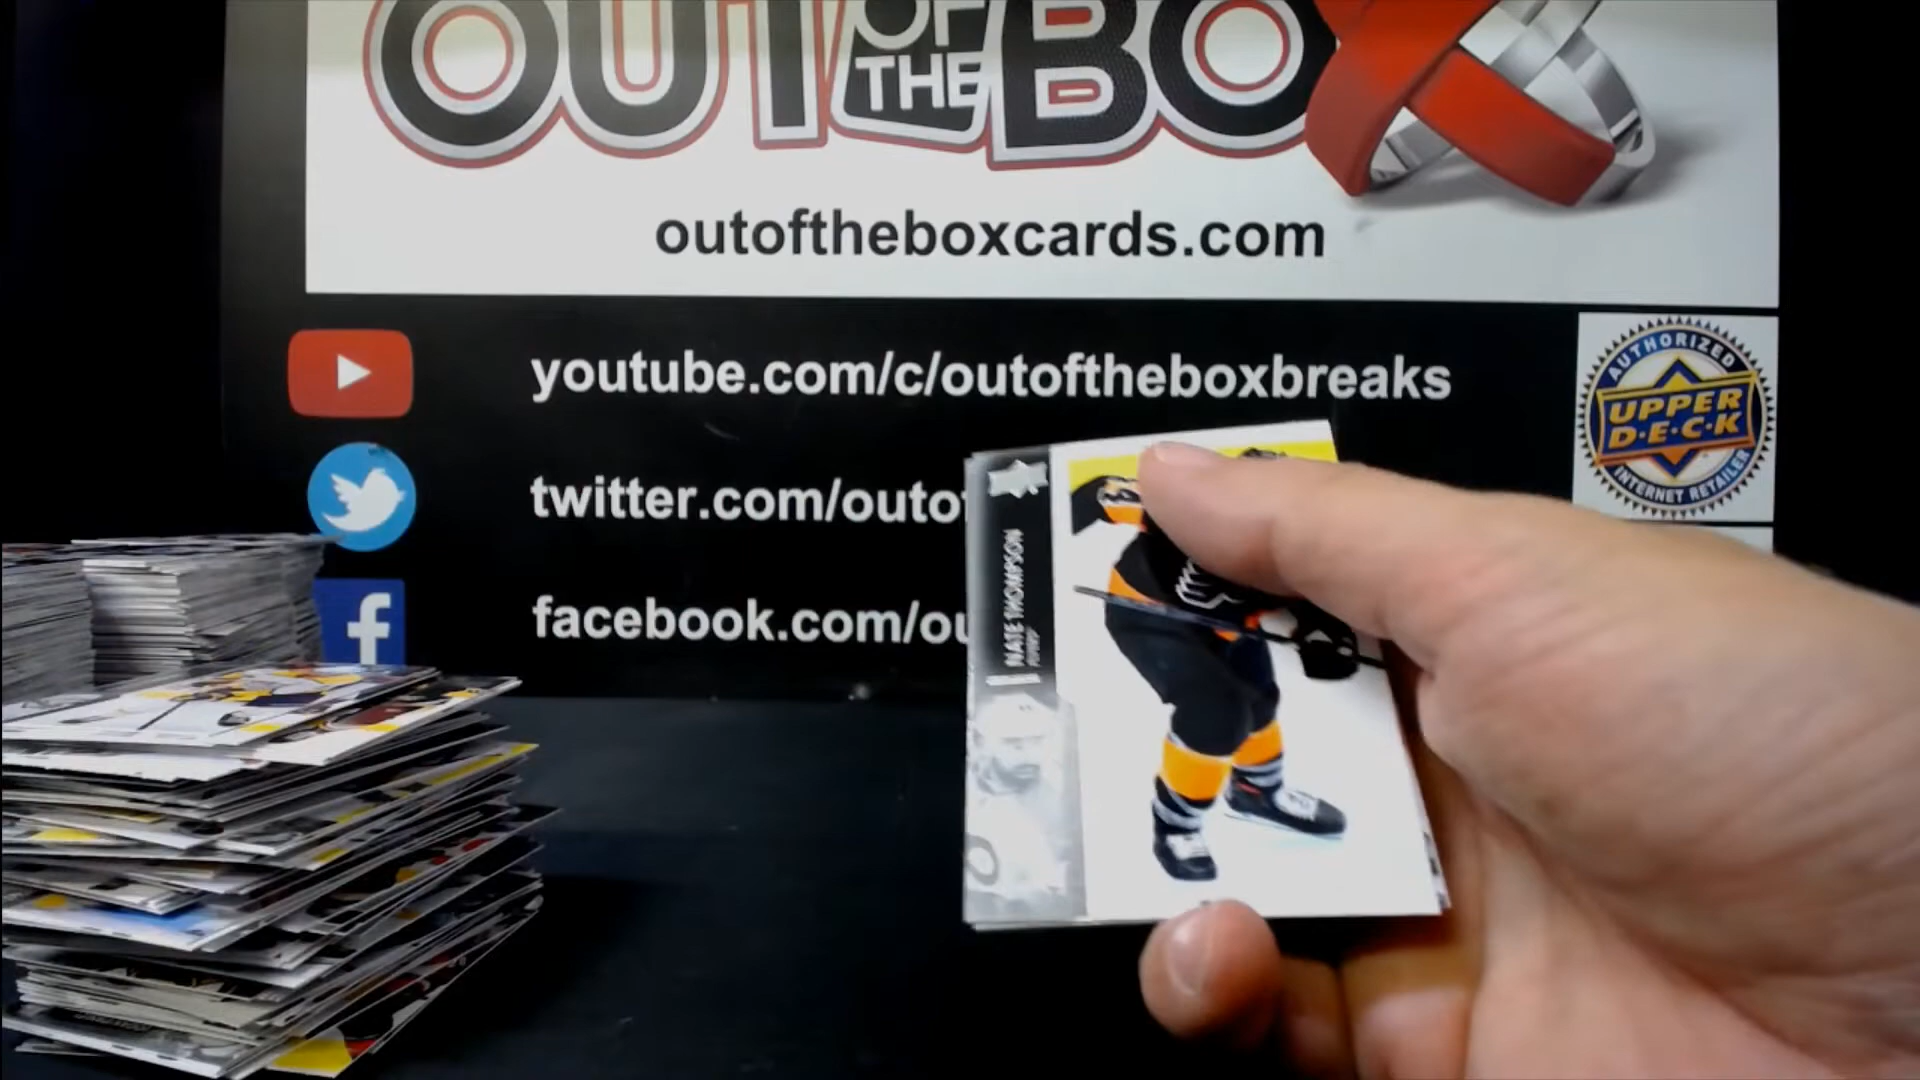 OUT OF THE BOX
outoftheboxcards.com
youtube.com/c/outoftheboxbreaks
twitter.com/outo
facebook.com/ou
AUTHORIZED
UPPER
D·E·C·K
INTERNET RETAILER
NATE THOMPSON